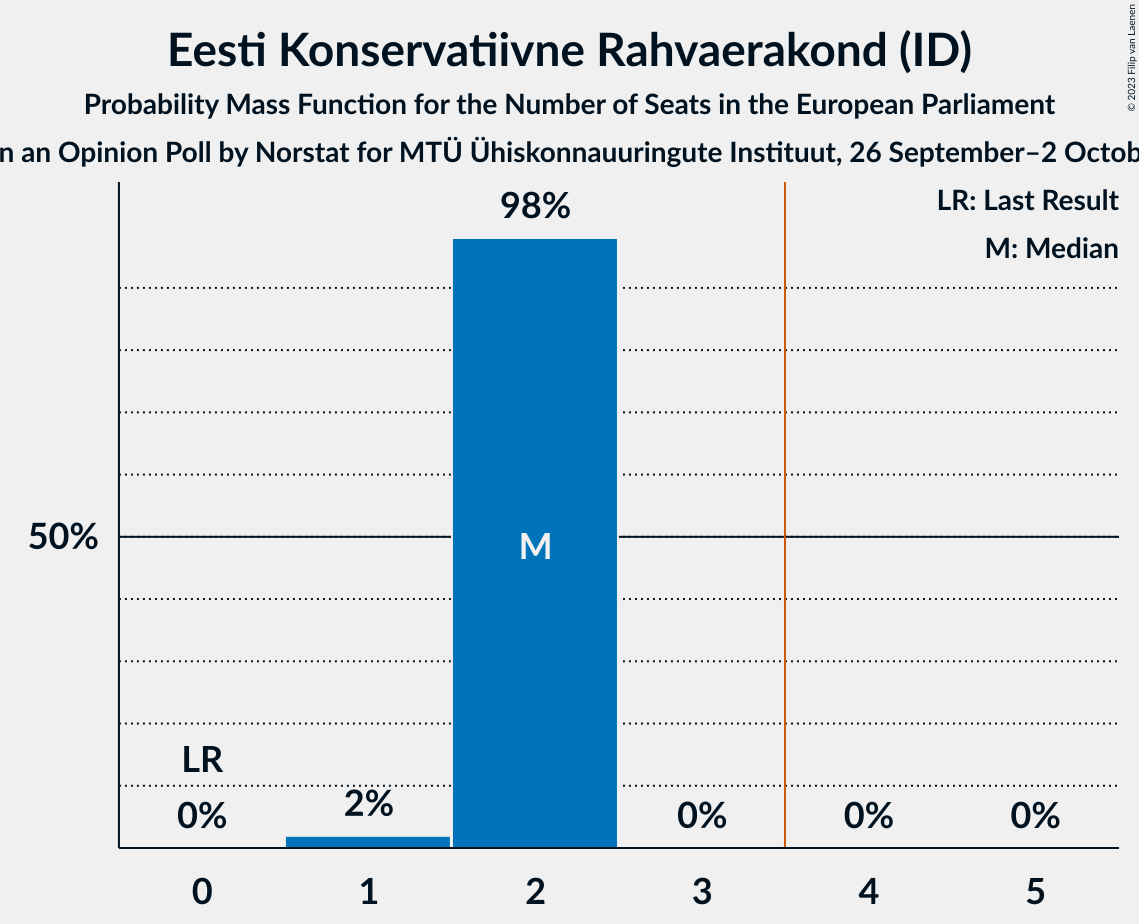 Eesti Konservatiivne Rahvaerakond (ID)
Probability Mass Function for the Number of Seats in the European Parliament
an Opinion Poll by Norstat for MTÜ Ühiskonnauuringute Instituut, 26 September–2
© 2023 Filip van Laenen
LR: Last Result
M: Median
98%
50%
M
LR
0%
2%
0%
0%
0%
0
1
2
3
4
5